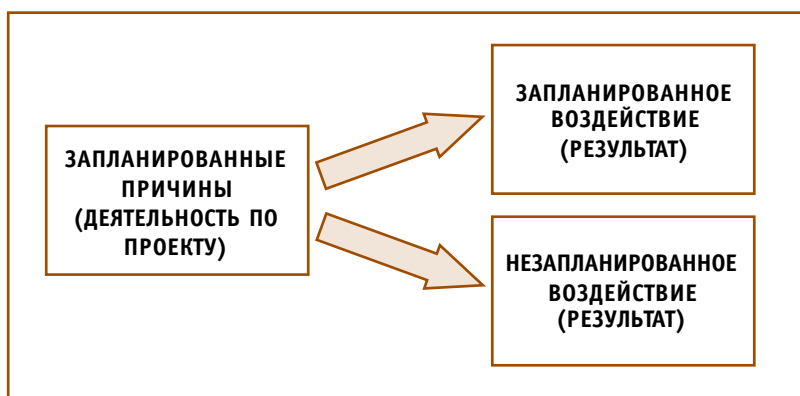 ЗАПЛАНИРОВАННЫЕ
ПРИЧИНЫ
(ДЕЯТЕЛЬНОСТЬ ПО
ПРОЕКТУ)
ЗАПЛАНИРОВАННОЕ
ВОЗДЕЙСТВИЕ
(РЕЗУЛЬТАТ)
НЕЗАПЛАНИРОВАННОЕ
ВОЗДЕЙСТВИЕ
(РЕЗУЛЬТАТ)